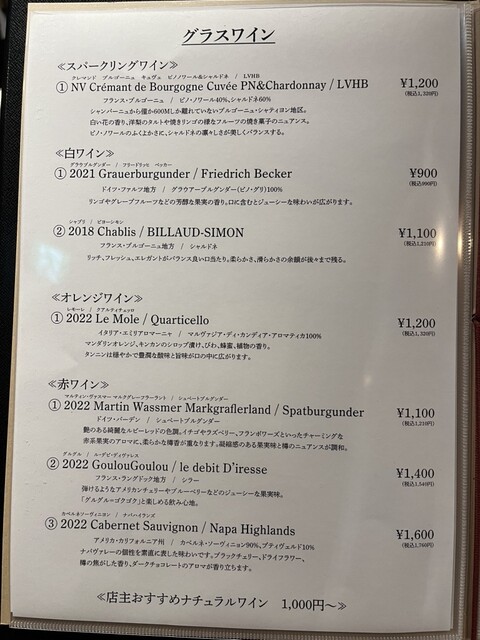 グラスワイン
≪スパークリングワイン≫
クレマンド ブルゴーニュ キュヴェ ピノノワール&シャルドネ / LVHB
① NV Crémant de Bourgogne Cuvée PN&Chardonnay / LVHB ¥1,200
フランス・ブルゴーニュ / ピノ・ノワール40%、シャルドネ60% (税込1,320円)
シャンパーニュから僅か600Mしか離れていないブルゴーニュ・シャティヨン地区。
白い花の香り、洋梨のタルトや焼きリンゴの様なフルーツの焼き菓子のニュアンス。
ピノ・ノワールのふくよかさに、シャルドネの凛々しさが美しくバランスする。
≪白ワイン≫
グラウブルグンダー / フリードリッヒ ベッカー
① 2021 Grauerburgunder / Friedrich Becker ¥900
ドイツ・ファルツ地方 / グラウアーブルグンダー(ピノ・グリ)100% (税込990円)
リンゴやグレープフルーツなどの芳醇な果実の香り。口に含むとジューシーな味わいが広がります。
シャブリ / ビヨーシモン
② 2018 Chablis / BILLAUD-SIMON ¥1,100
フランス・ブルゴーニュ地方 / シャルドネ (税込1,210円)
リッチ、フレッシュ、エレガントがバランス良い口当たり。柔らかさ、滑らかさの余韻が後々まで残る。
≪オレンジワイン≫
レモーレ / クアルティチェッロ
① 2022 Le Mole / Quarticello ¥1,200
イタリア・エミリアロマーニャ / マルヴァジア・ディ・カンディア・アロマティカ100% (税込1,320円)
マンダリンオレンジ、キンカンのシロップ漬け、びわ、蜂蜜、植物の香り。
タンニンは穏やかで豊潤な酸味と旨味が口の中に広がります。
≪赤ワイン≫
マルティン・ヴァスマー マルクグレーフラーラント / シュペートブルグンダー
① 2022 Martin Wassmer Markgraflerland / Spatburgunder ¥1,100
ドイツ・バーデン / シュペートブルグンダー (税込1,210円)
艶のある綺麗なルビーレッドの色調。イチゴやラズベリー、フランボワーズといったチャーミングな
赤系果実のアロマに、柔らかな樽香が重なります。凝縮感のある果実味と樽のニュアンスが調和。
グルグル / ル・デビ・ディヴァレス
② 2022 GoulouGoulou / le debit D'iresse ¥1,400
フランス・ラングドック地方 / シラー (税込1,540円)
弾けるようなアメリカンチェリーやブルーベリーなどのジューシーな果実味。
「グルグルーゴクゴク」と楽しめる飲み心地。
カベルネソーヴィニヨン / ナパハイランズ
③ 2022 Cabernet Sauvignon / Napa Highlands ¥1,600
アメリカ・カリフォルニア州 / カベルネ・ソーヴィニョン90%、プティヴェルド10% (税込1,760円)
ナパヴァレーの個性を素直に表した味わいです。ブラックチェリー、ドライフラワー、
樽の焦がした香り、ダークチョコレートのアロマが香り立ちます。
≪店主おすすめナチュラルワイン 1,000円～≫